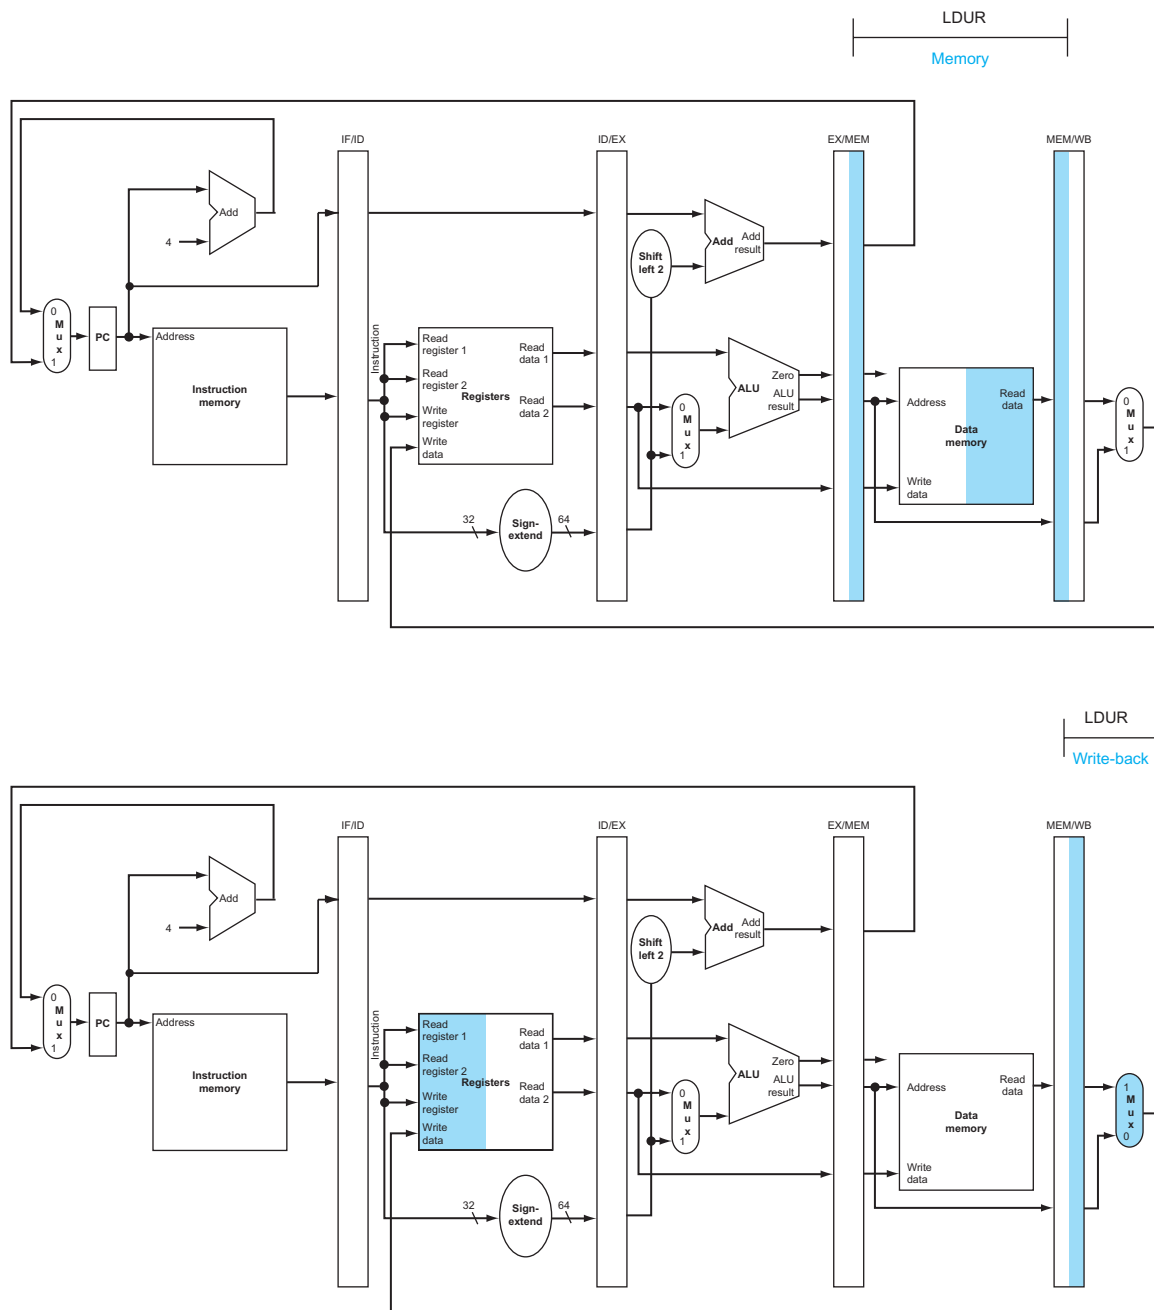 LDUR
Memory
IF/ID
ID/EX
EX/MEM
MEM/WB
Add
4
Add
Add
result
Shift
left 2
0
M
u
x
1
PC
Address
Instruction
memory
Instruction
Read
register 1
Read
register 2
Write
register
Write
data
Registers
Read
data 1
Read
data 2
0
M
u
x
1
ALU
Zero
ALU
result
Address
Write
data
Data
memory
Read
data
0
M
u
x
1
32
Sign-
extend
64
LDUR
Write-back
IF/ID
ID/EX
EX/MEM
MEM/WB
Add
4
Add
Add
result
Shift
left 2
0
M
u
x
1
PC
Address
Instruction
memory
Instruction
Read
register 1
Read
register 2
Write
register
Write
data
Registers
Read
data 1
Read
data 2
0
M
u
x
1
ALU
Zero
ALU
result
Address
Write
data
Data
memory
Read
data
1
M
u
x
0
32
Sign-
extend
64